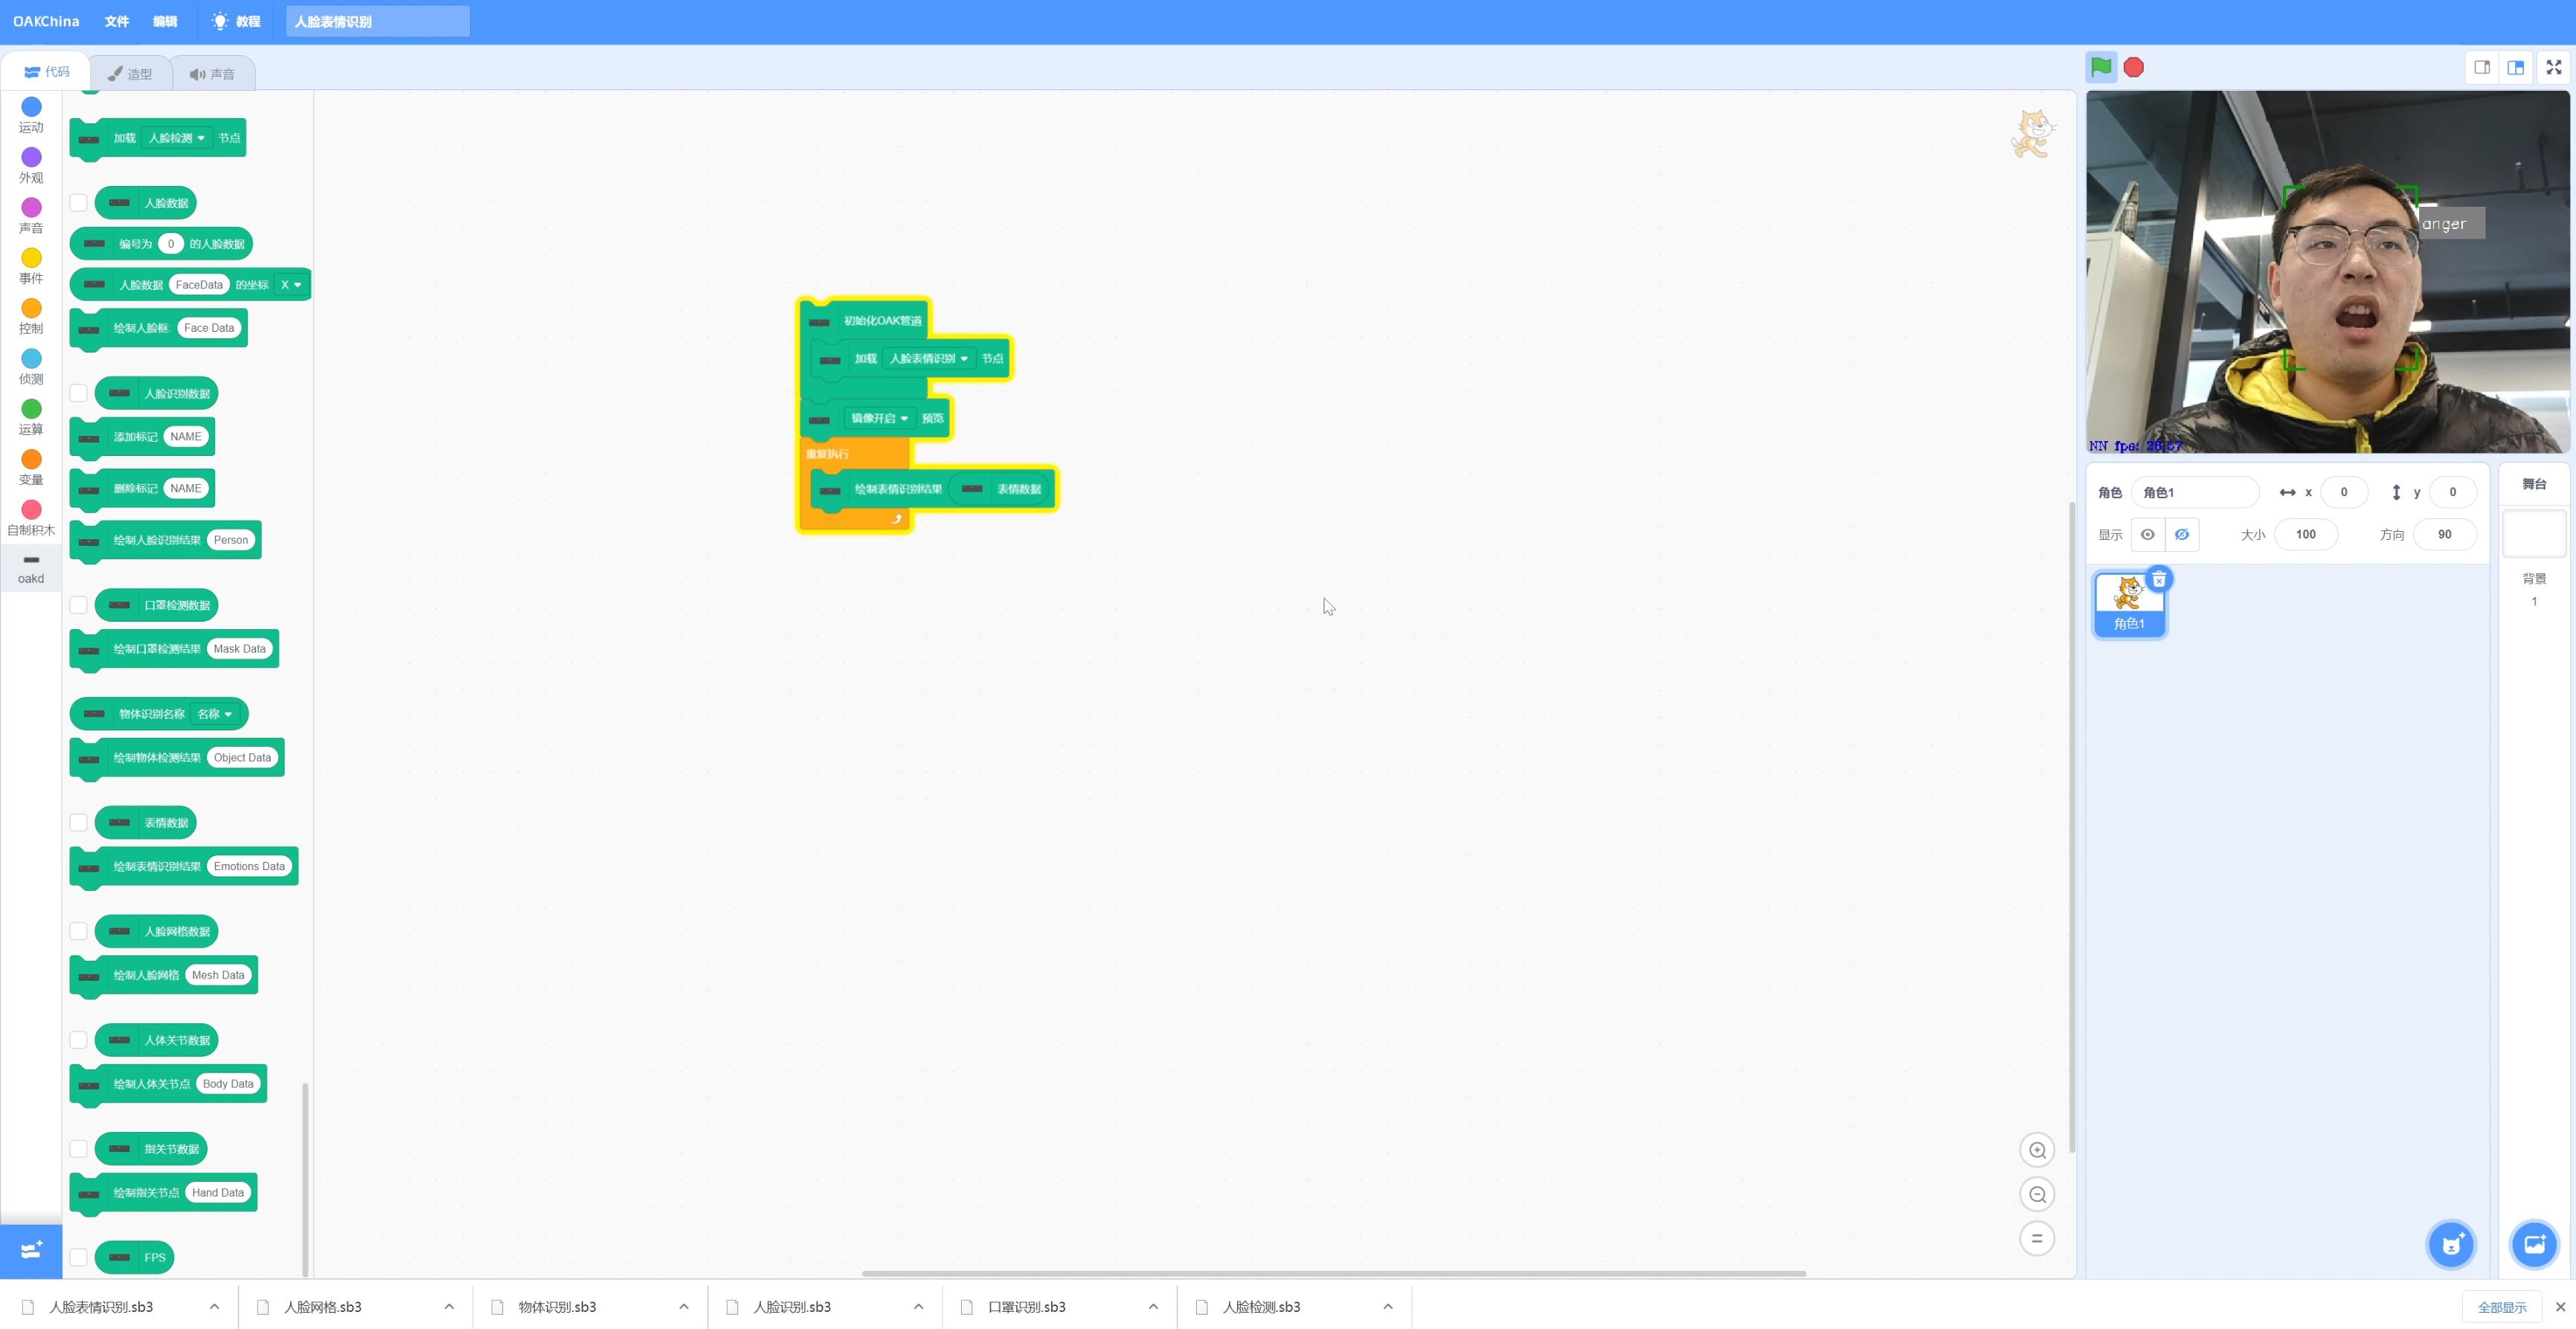 OAKChina 文件 编辑 教程 人脸表情识别
代码 造型 声音
运动
外观
声音
事件
控制
侦测
运算
变量
自制积木
oakd
加载 人脸检测 节点
人脸数据
编号为 0 的人脸数据
人脸数据 FaceData 的坐标 X
绘制人脸框: Face Data
人脸识别数据
添加标记 NAME
删除标记 NAME
绘制人脸识别结果 Person
口罩检测数据
绘制口罩检测结果 Mask Data
物体识别名称 名称
绘制物体检测结果 Object Data
表情数据
绘制表情识别结果 Emotions Data
人脸网格数据
绘制人脸网格 Mesh Data
人体关节数据
绘制人体关节点 Body Data
指关节数据
绘制指关节点 Hand Data
FPS
初始化OAK管道
加载 人脸表情识别 节点
镜像开启 预览
重复执行
绘制表情识别结果 表情数据
anger
NN fps:
角色 角色1 x 0 y 0
显示 大小 100 方向 90
角色1
舞台
背景
1
人脸表情识别.sb3 人脸网格.sb3 物体识别.sb3 人脸识别.sb3 口罩识别.sb3 人脸检测.sb3 全部显示